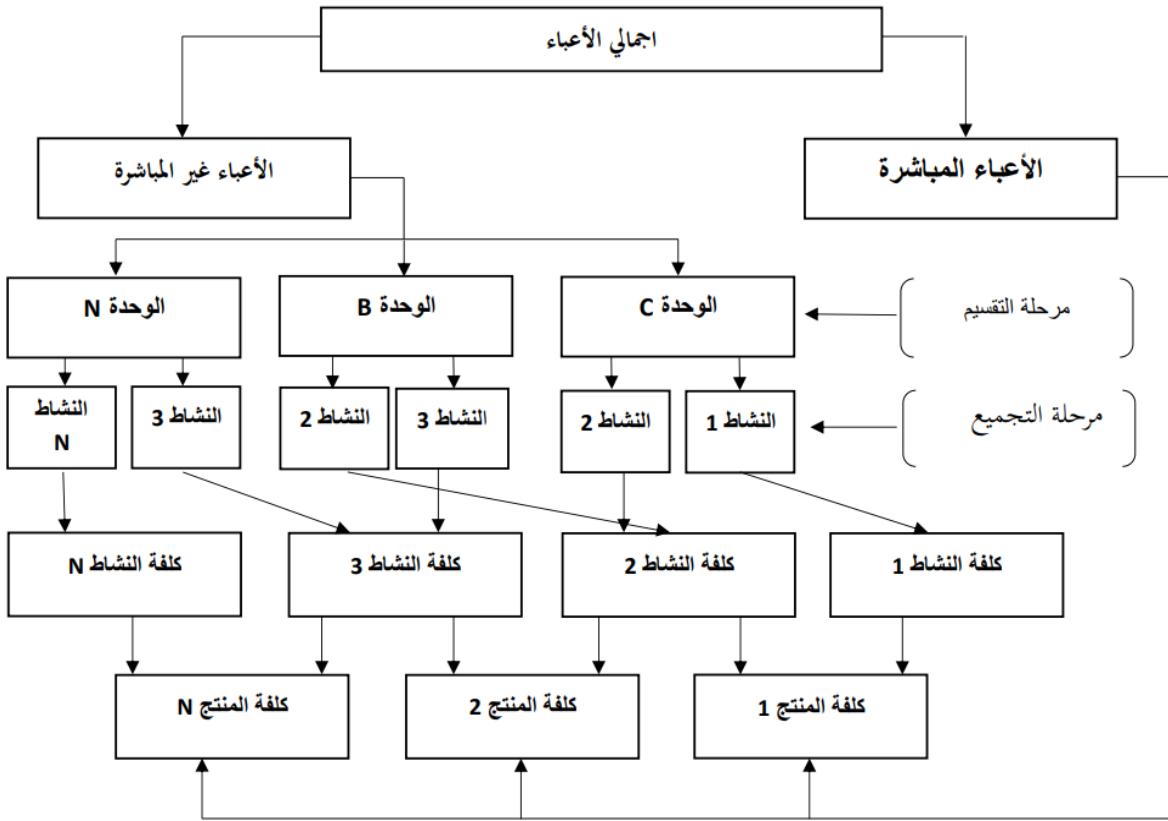 اجمالي الأعباء
الأعباء المباشرة
الأعباء غير المباشرة
مرحلة التقسيم
الوحدة C
الوحدة B
الوحدة N
مرحلة التجميع
النشاط 1
النشاط 2
النشاط 3
النشاط 2
النشاط 3
النشاط
N
كلفة النشاط 1
كلفة النشاط 2
كلفة النشاط 3
كلفة النشاط N
كلفة المنتج 1
كلفة المنتج 2
كلفة المنتج N